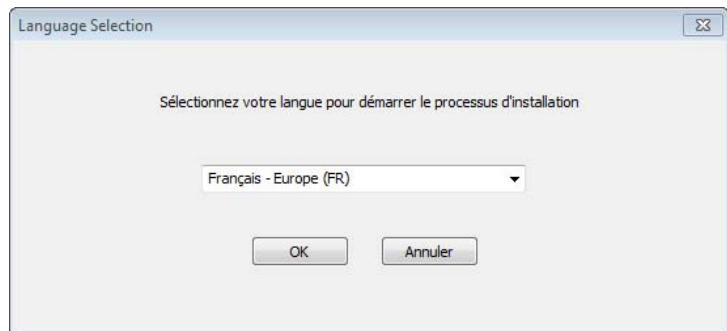 Language Selection
Sélectionnez votre langue pour démarrer le processus d'installation
Français - Europe (FR)
OK
Annuler